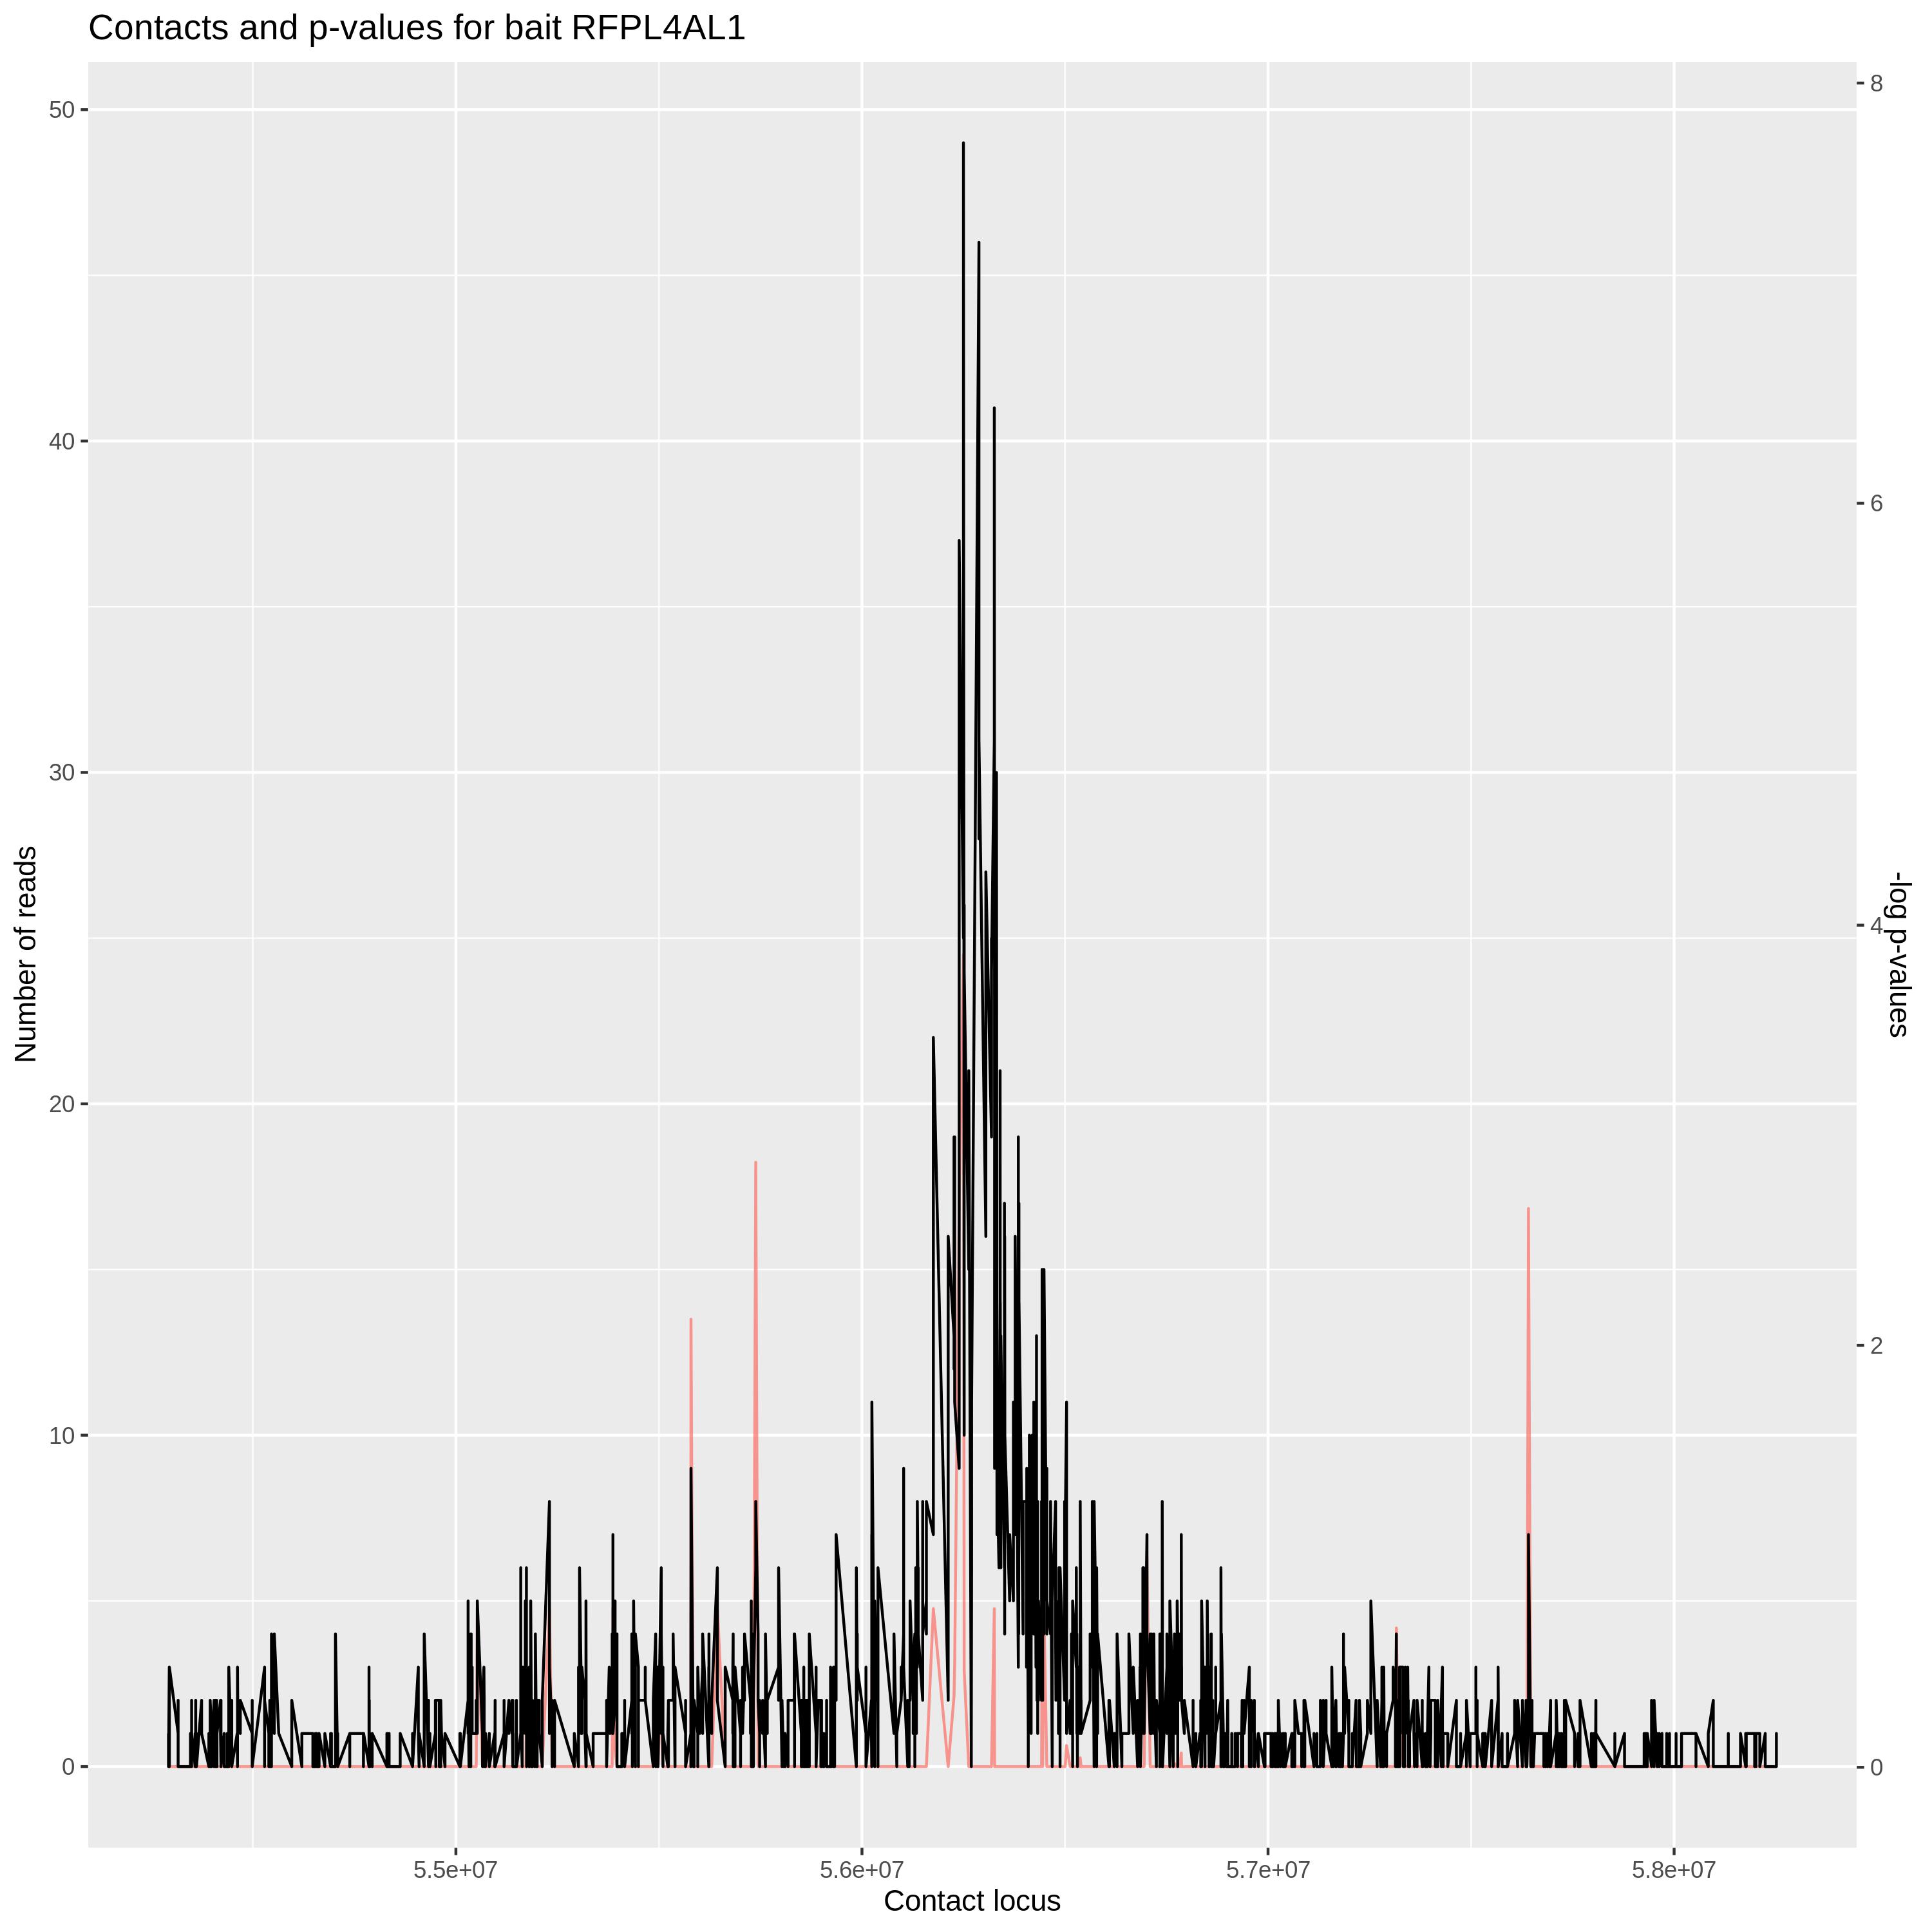 Contacts and p-values for bait RFPL4AL1
50
40
30
20
10
0
Number of reads
8
6
4
2
0
-log p-values
5.5e+07
5.6e+07
5.7e+07
5.8e+07
Contact locus